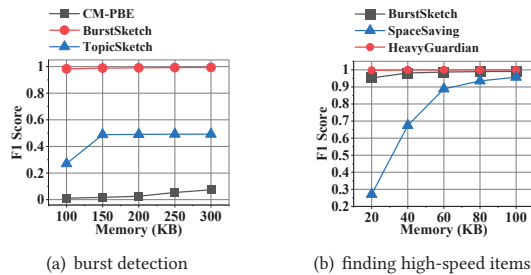 CM-PBE
BurstSketch
TopicSketch
F1 Score
1
0.8
0.6
0.4
0.2
0
100 150 200 250 300
Memory (KB)
(a) burst detection
BurstSketch
SpaceSaving
HeavyGuardian
F1 Score
1
0.9
0.8
0.7
0.6
0.5
0.4
0.3
0.2
20 40 60 80 100
Memory (KB)
(b) finding high-speed items